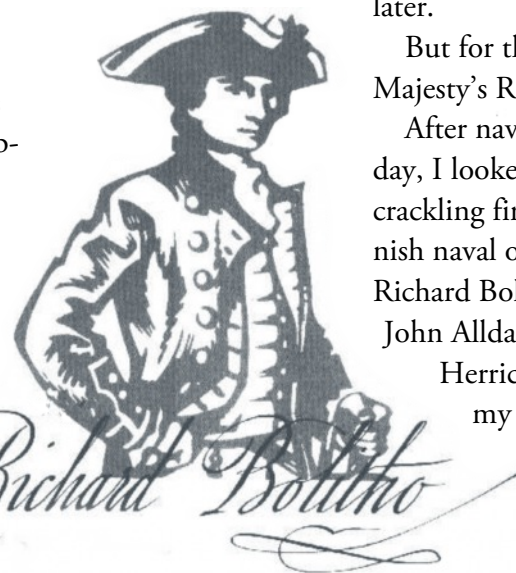 later.
But for th
Majesty's R
After nav
day, I looke
crackling fir
nish naval o
Richard Bol
John Allda
Herric
my
o-
Richard Bolitho